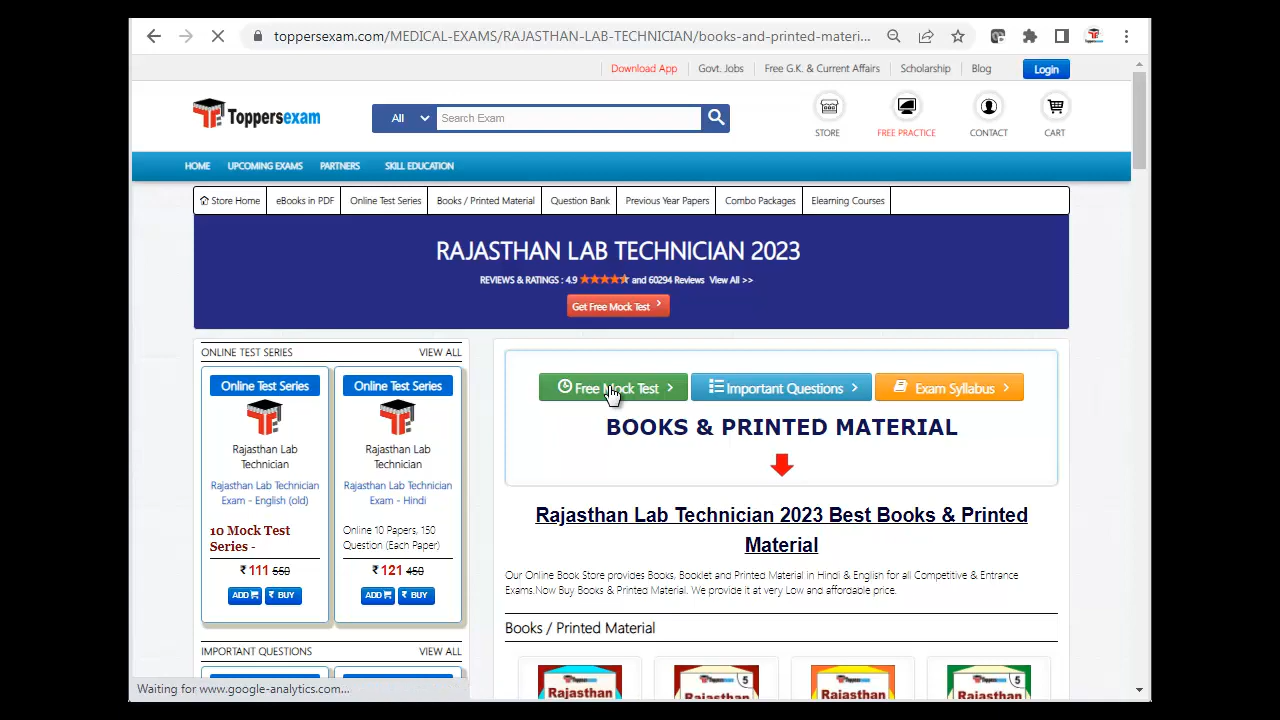 toppersexam.com/MEDICAL-EXAMS/RAJASTHAN-LAB-TECHNICIAN/books-and-printed-materi...
Download App Govt. Jobs Free G.K. & Current Affairs Scholarship Blog Login
Toppersexam All Search Exam
STORE FREE PRACTICE CONTACT CART
HOME UPCOMING EXAMS PARTNERS SKILL EDUCATION
Store Home eBooks in PDF Online Test Series Books / Printed Material Question Bank Previous Year Papers Combo Packages Elearning Courses
RAJASTHAN LAB TECHNICIAN 2023
REVIEWS & RATINGS : 4.9 and 60294 Reviews View All >>
Get Free Mock Test
ONLINE TEST SERIES VIEW ALL
Online Test Series
Rajasthan Lab
Technician
Rajasthan Lab Technician
Exam - English (old)
10 Mock Test
Series -
₹ 111 550
ADD ₹ BUY
Online Test Series
Rajasthan Lab
Technician
Rajasthan Lab Technician
Exam - Hindi
Online 10 Papers, 150
Question (Each Paper)
₹ 121 450
ADD ₹ BUY
IMPORTANT QUESTIONS VIEW ALL
Free Mock Test Important Questions Exam Syllabus
BOOKS & PRINTED MATERIAL
Rajasthan Lab Technician 2023 Best Books & Printed
Material
Our Online Book Store provides Books, Booklet and Printed Material in Hindi & English for all Competitive & Entrance
Exams.Now Buy Books & Printed Material. We provide it at very Low and affordable price.
Books / Printed Material
Toppersexam Toppersexam 5 Toppersexam Toppersexam 5
Rajasthan Rajasthan Rajasthan Rajasthan
Waiting for www.google-analytics.com...